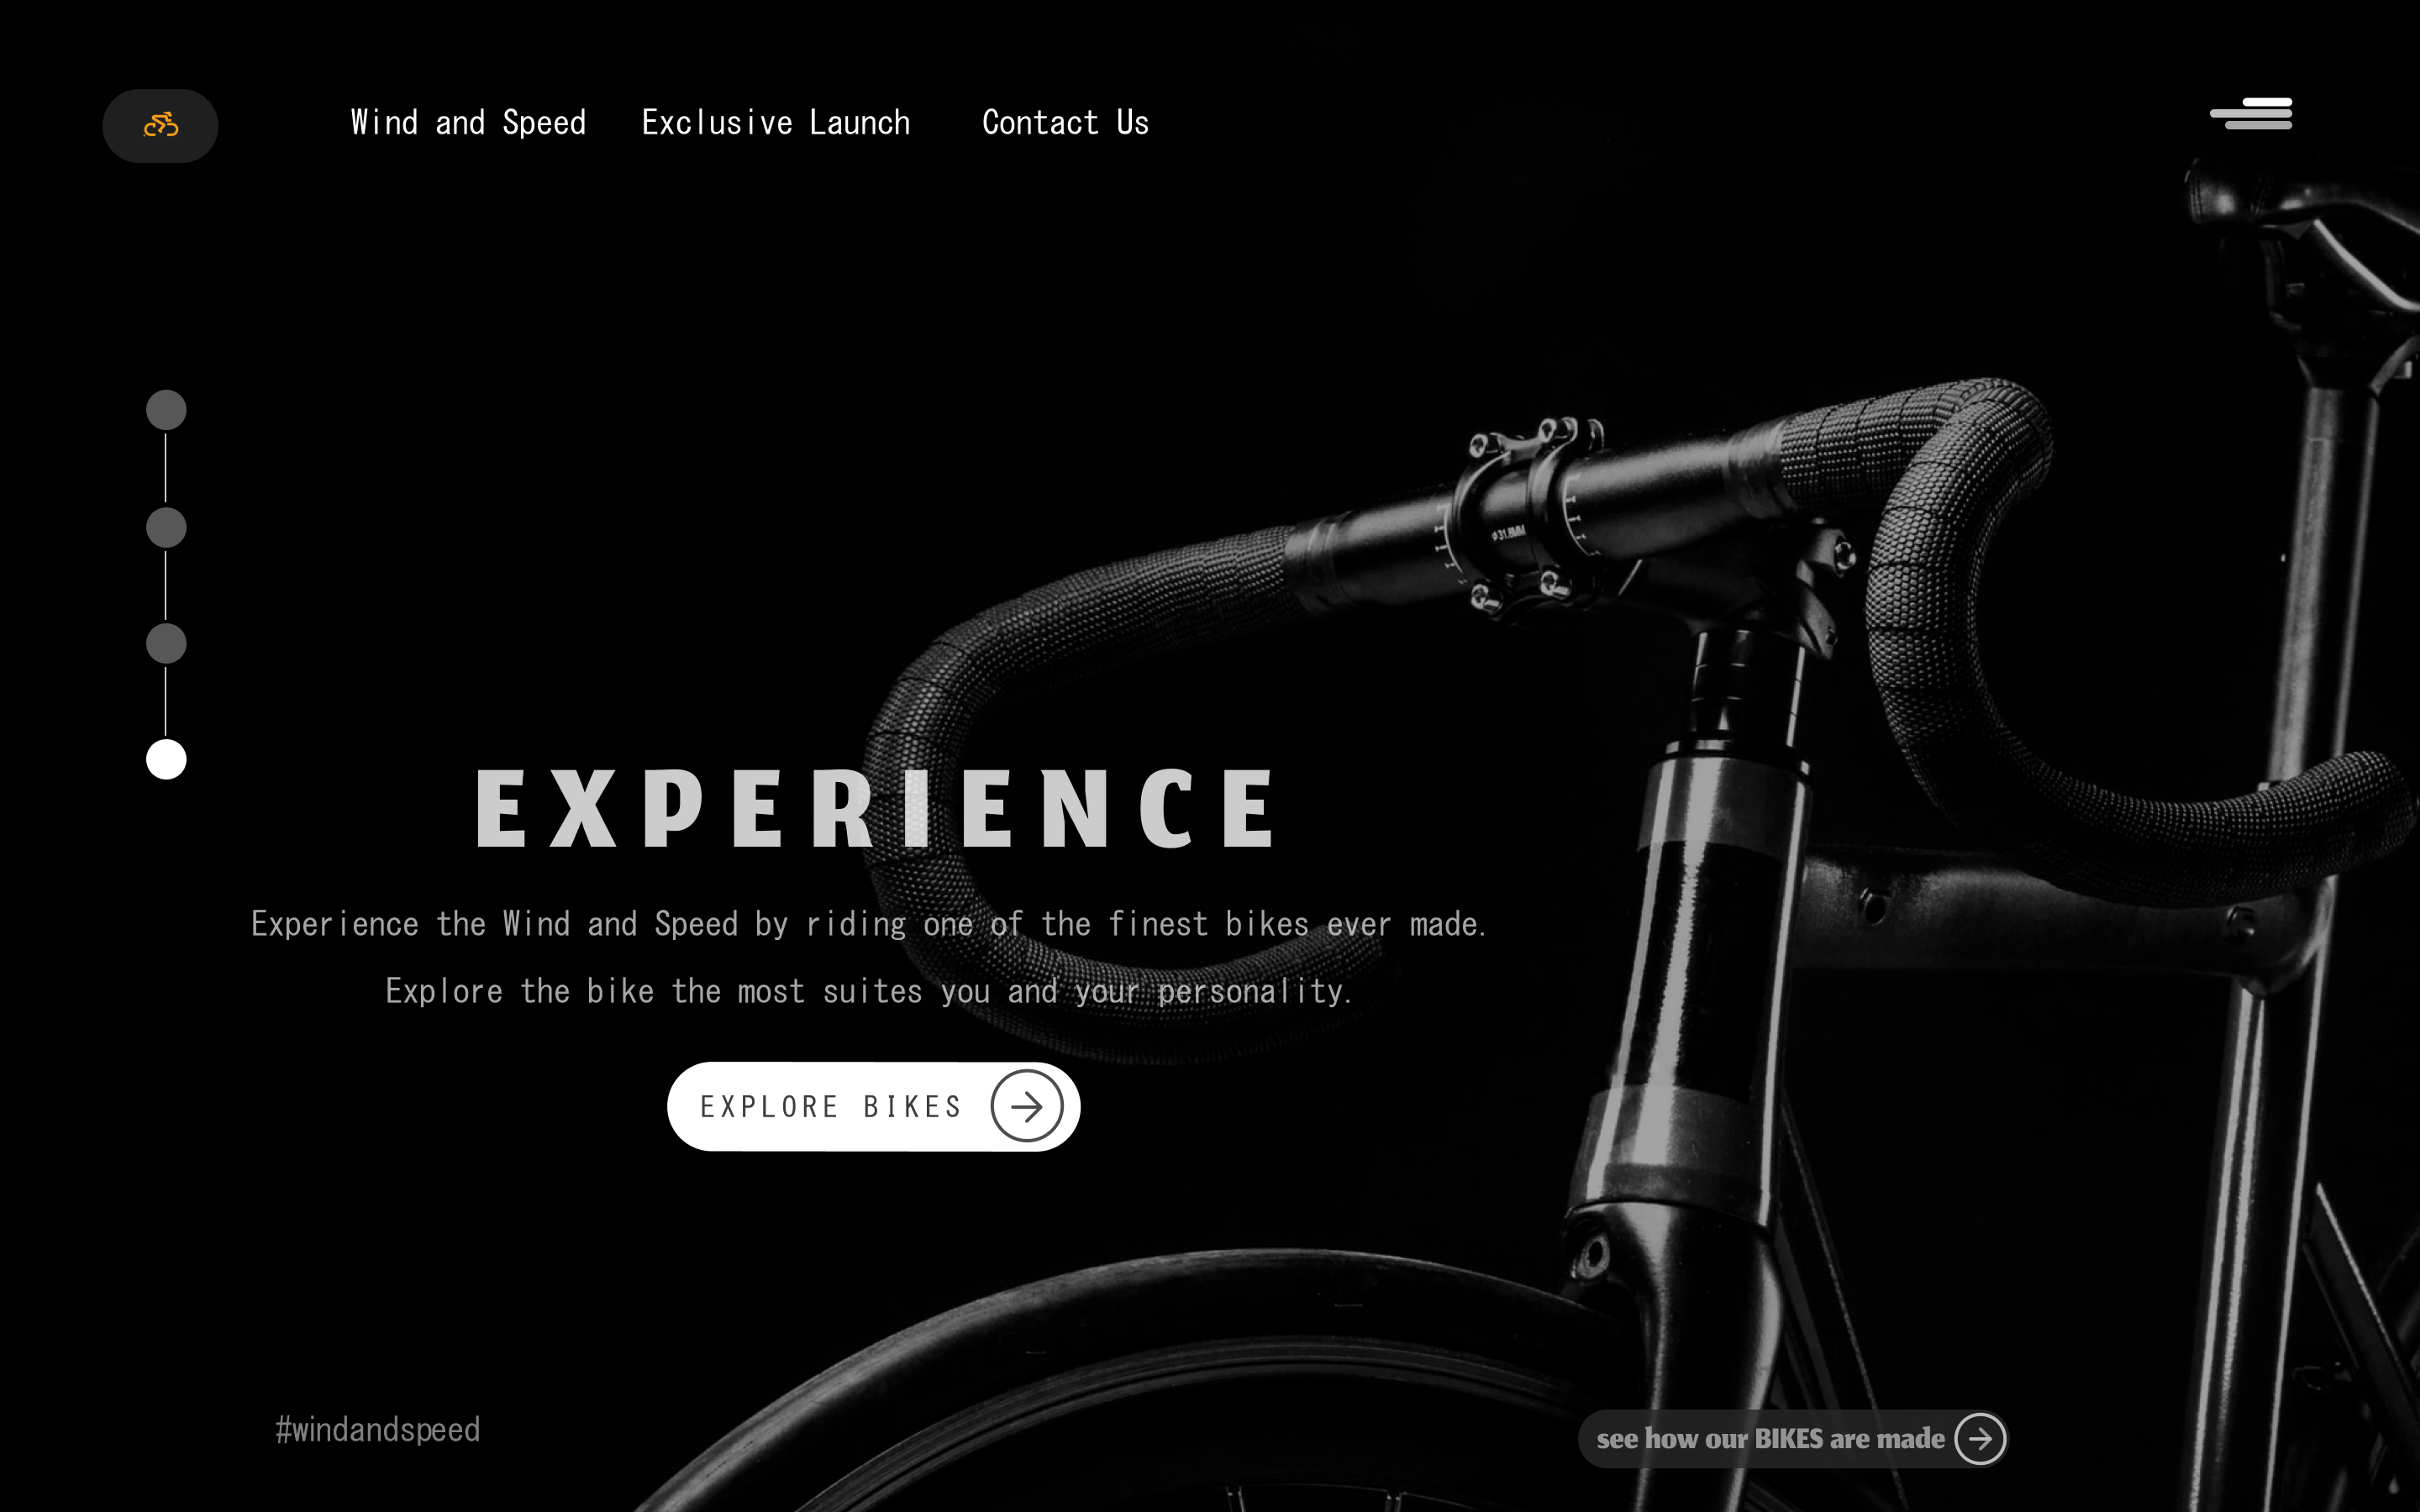 Wind and Speed Exclusive Launch Contact Us
φ31.8MM
EXPERIENCE
Experience the Wind and Speed by riding one of the finest bikes ever made.
Explore the bike the most suites you and your personality.
EXPLORE BIKES
#windandspeed
see how our BIKES are made